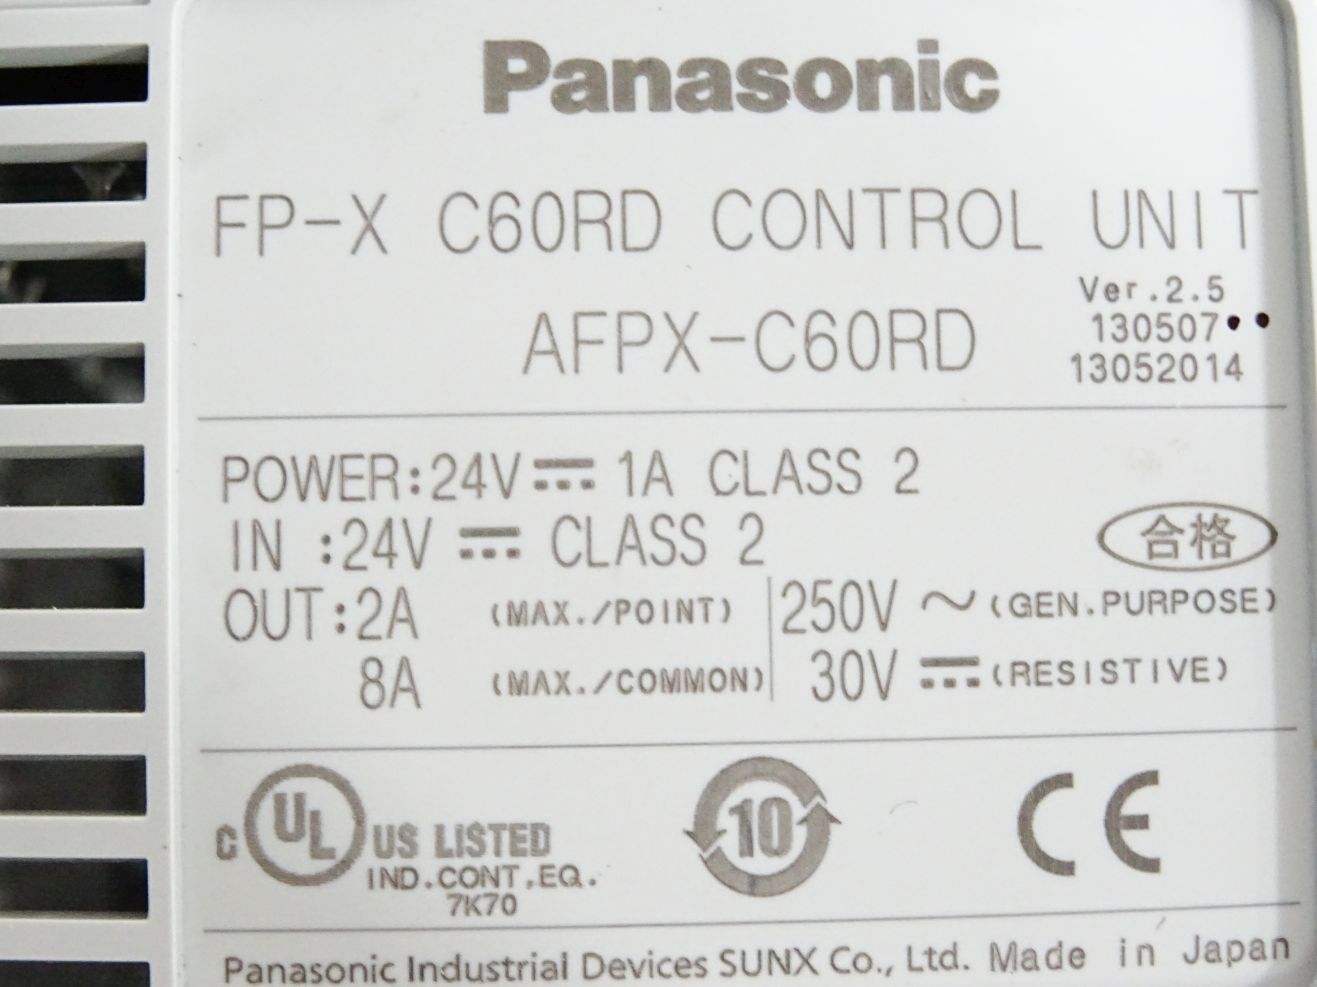 Panasonic
FP-X C60RD CONTROL UNIT
Ver.2.5
AFPX-C60RD
130507••
13052014
POWER:24V⎓ 1A CLASS 2
IN :24V ⎓ CLASS 2
合格
OUT:2A (MAX./POINT) 250V ~ (GEN.PURPOSE)
8A (MAX./COMMON) 30V ⎓ (RESISTIVE)
C UL US LISTED
10
CE
IND.CONT.EQ.
7K70
Panasonic Industrial Devices SUNX Co., Ltd. Made in Japan